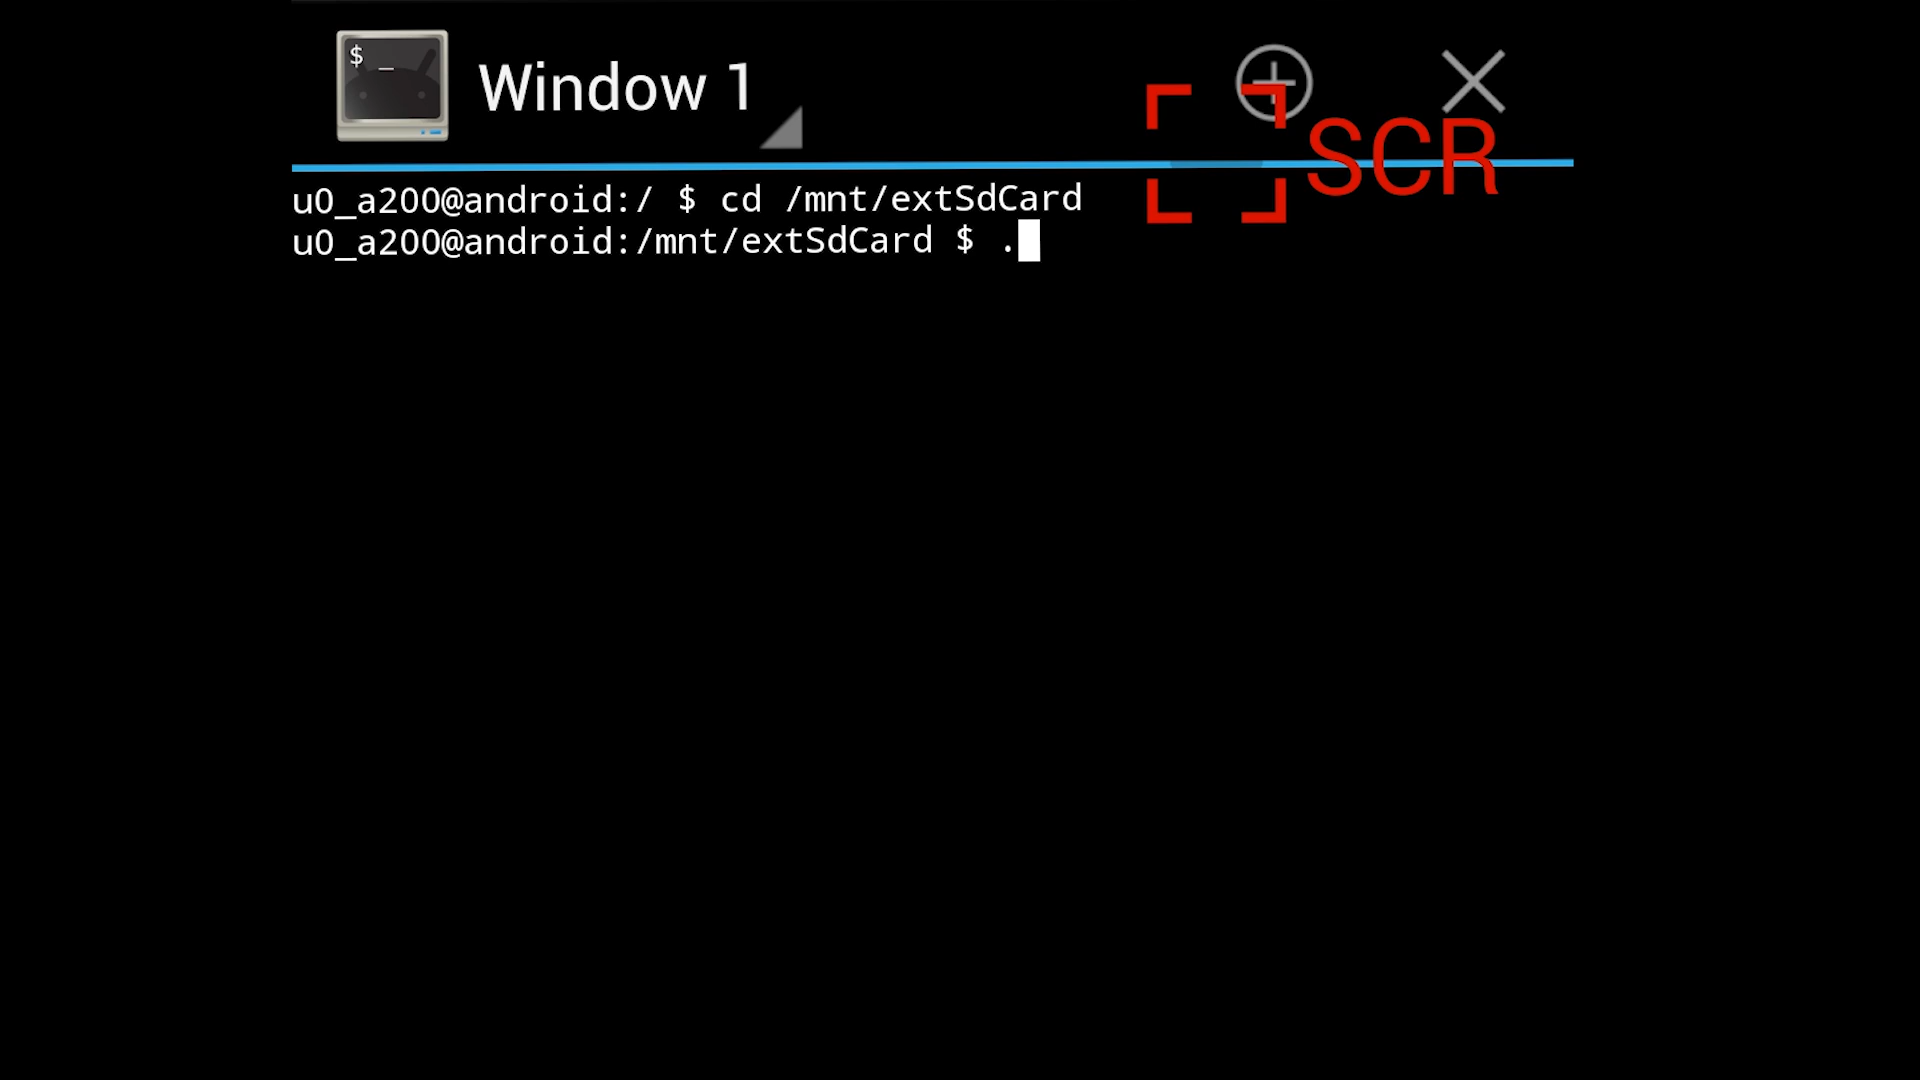 $ _
Window 1
SCR
u0_a200@android:/ $ cd /mnt/extSdCard
u0_a200@android:/mnt/extSdCard $ .